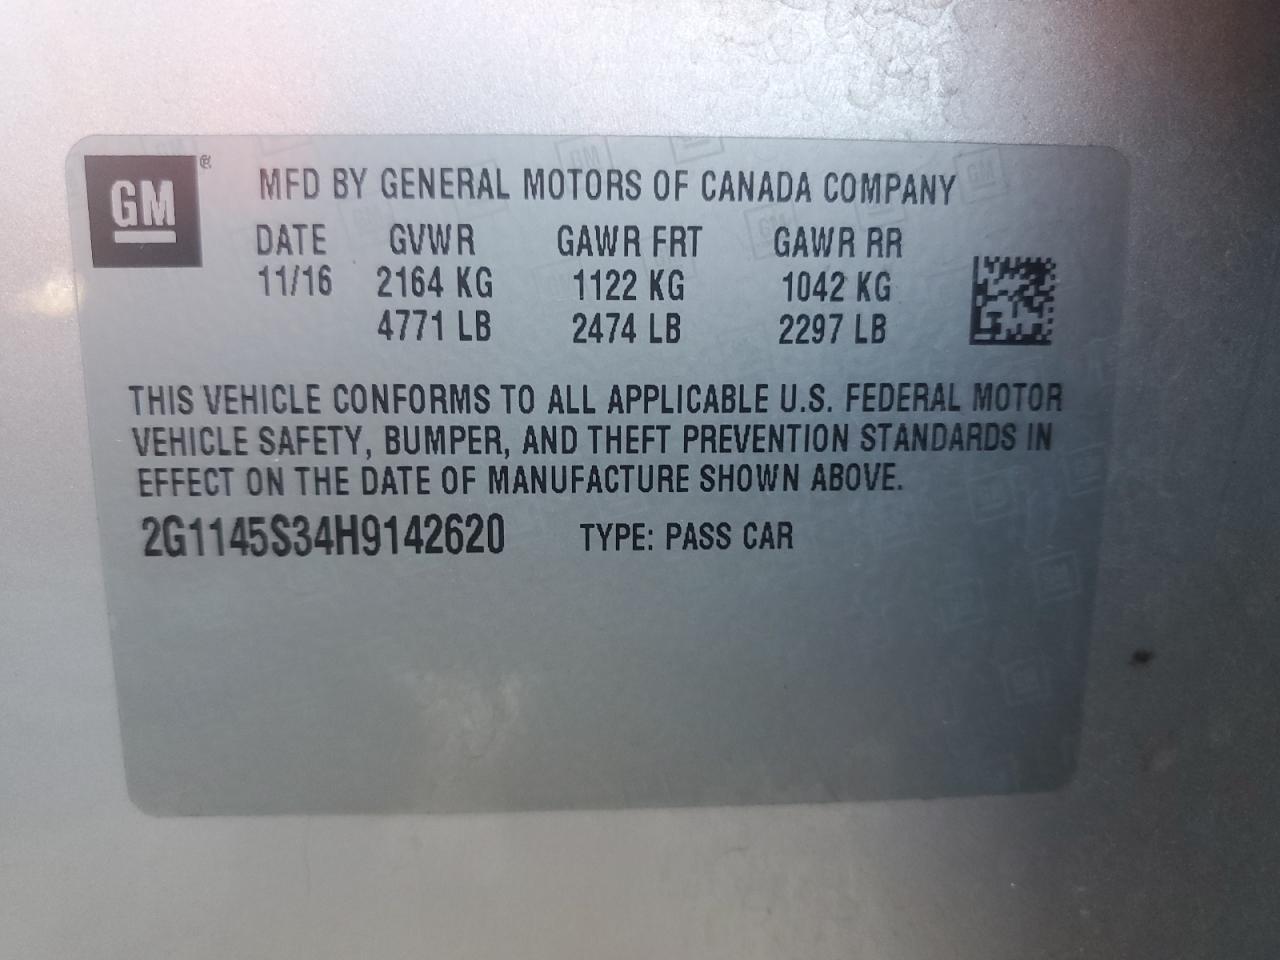 GM ®
MFD BY GENERAL MOTORS OF CANADA COMPANY
DATE GVWR GAWR FRT GAWR RR
11/16 2164 KG 1122 KG 1042 KG
4771 LB 2474 LB 2297 LB
THIS VEHICLE CONFORMS TO ALL APPLICABLE U.S. FEDERAL MOTOR
VEHICLE SAFETY, BUMPER, AND THEFT PREVENTION STANDARDS IN
EFFECT ON THE DATE OF MANUFACTURE SHOWN ABOVE.
2G1145S34H9142620 TYPE: PASS CAR